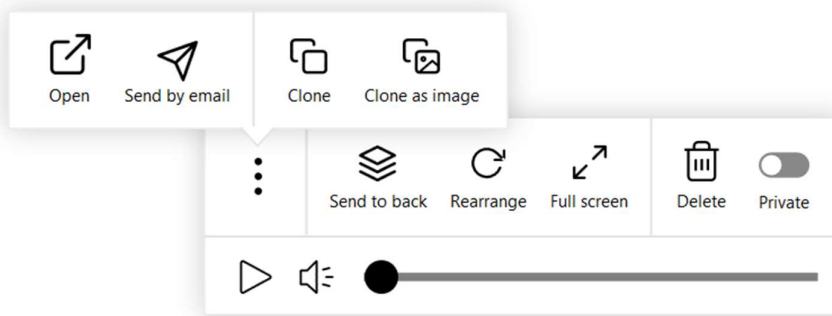 Open
Send by email
Clone
Clone as image
Send to back
Rearrange
Full screen
Delete
Private